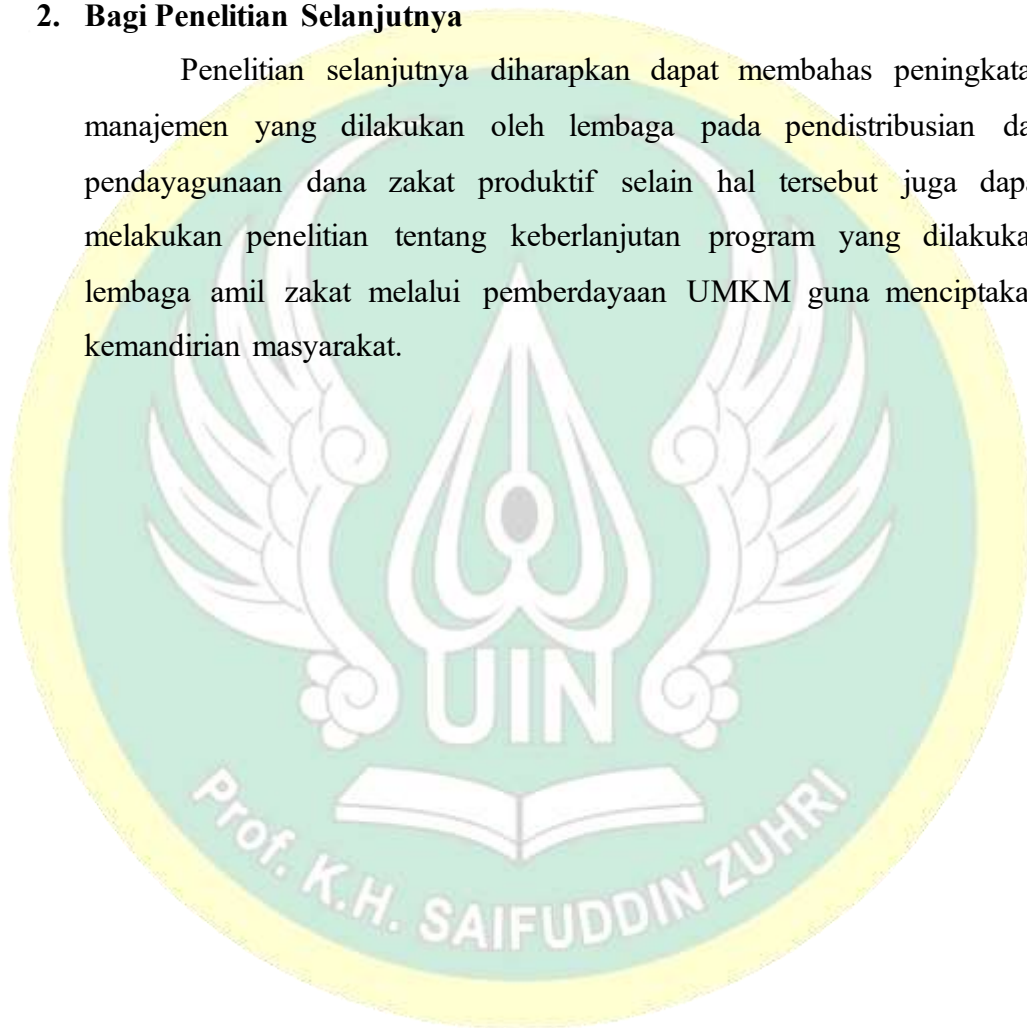 2. Bagi Penelitian Selanjutnya
Penelitian selanjutnya diharapkan dapat membahas peningkata
manajemen yang dilakukan oleh lembaga pada pendistribusian da
pendayagunaan dana zakat produktif selain hal tersebut juga dapa
melakukan penelitian tentang keberlanjutan program yang dilakuka
lembaga amil zakat melalui pemberdayaan UMKM guna menciptaka
kemandirian masyarakat.
UIN
Prof. K.H. SAIFUDDIN ZUHRI